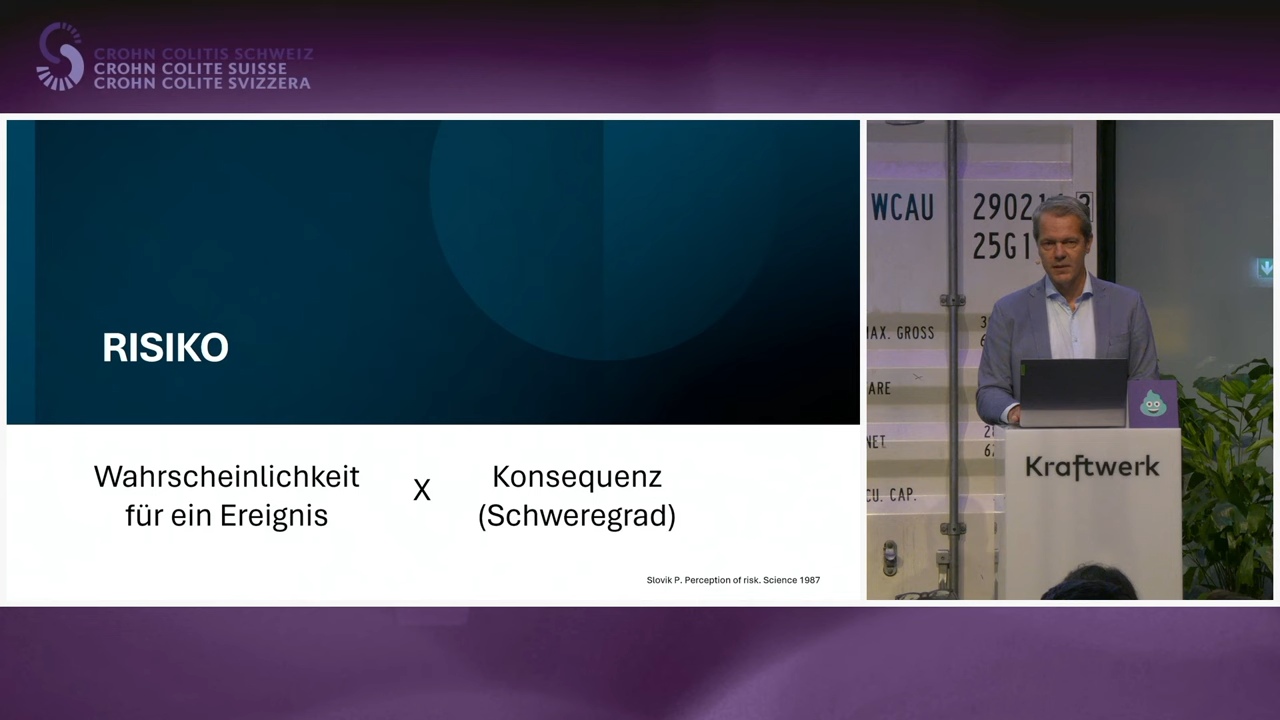 CROHN COLITIS SCHWEIZ
CROHN COLITE SUISSE
CROHN COLITE SVIZZERA
RISIKO
Wahrscheinlichkeit
für ein Ereignis
X
Konsequenz
(Schweregrad)
Slovik P. Perception of risk. Science 1987
WCAU
25G1
AX. GROSS
ARE
NET
CU. CAP.
Kraftwerk